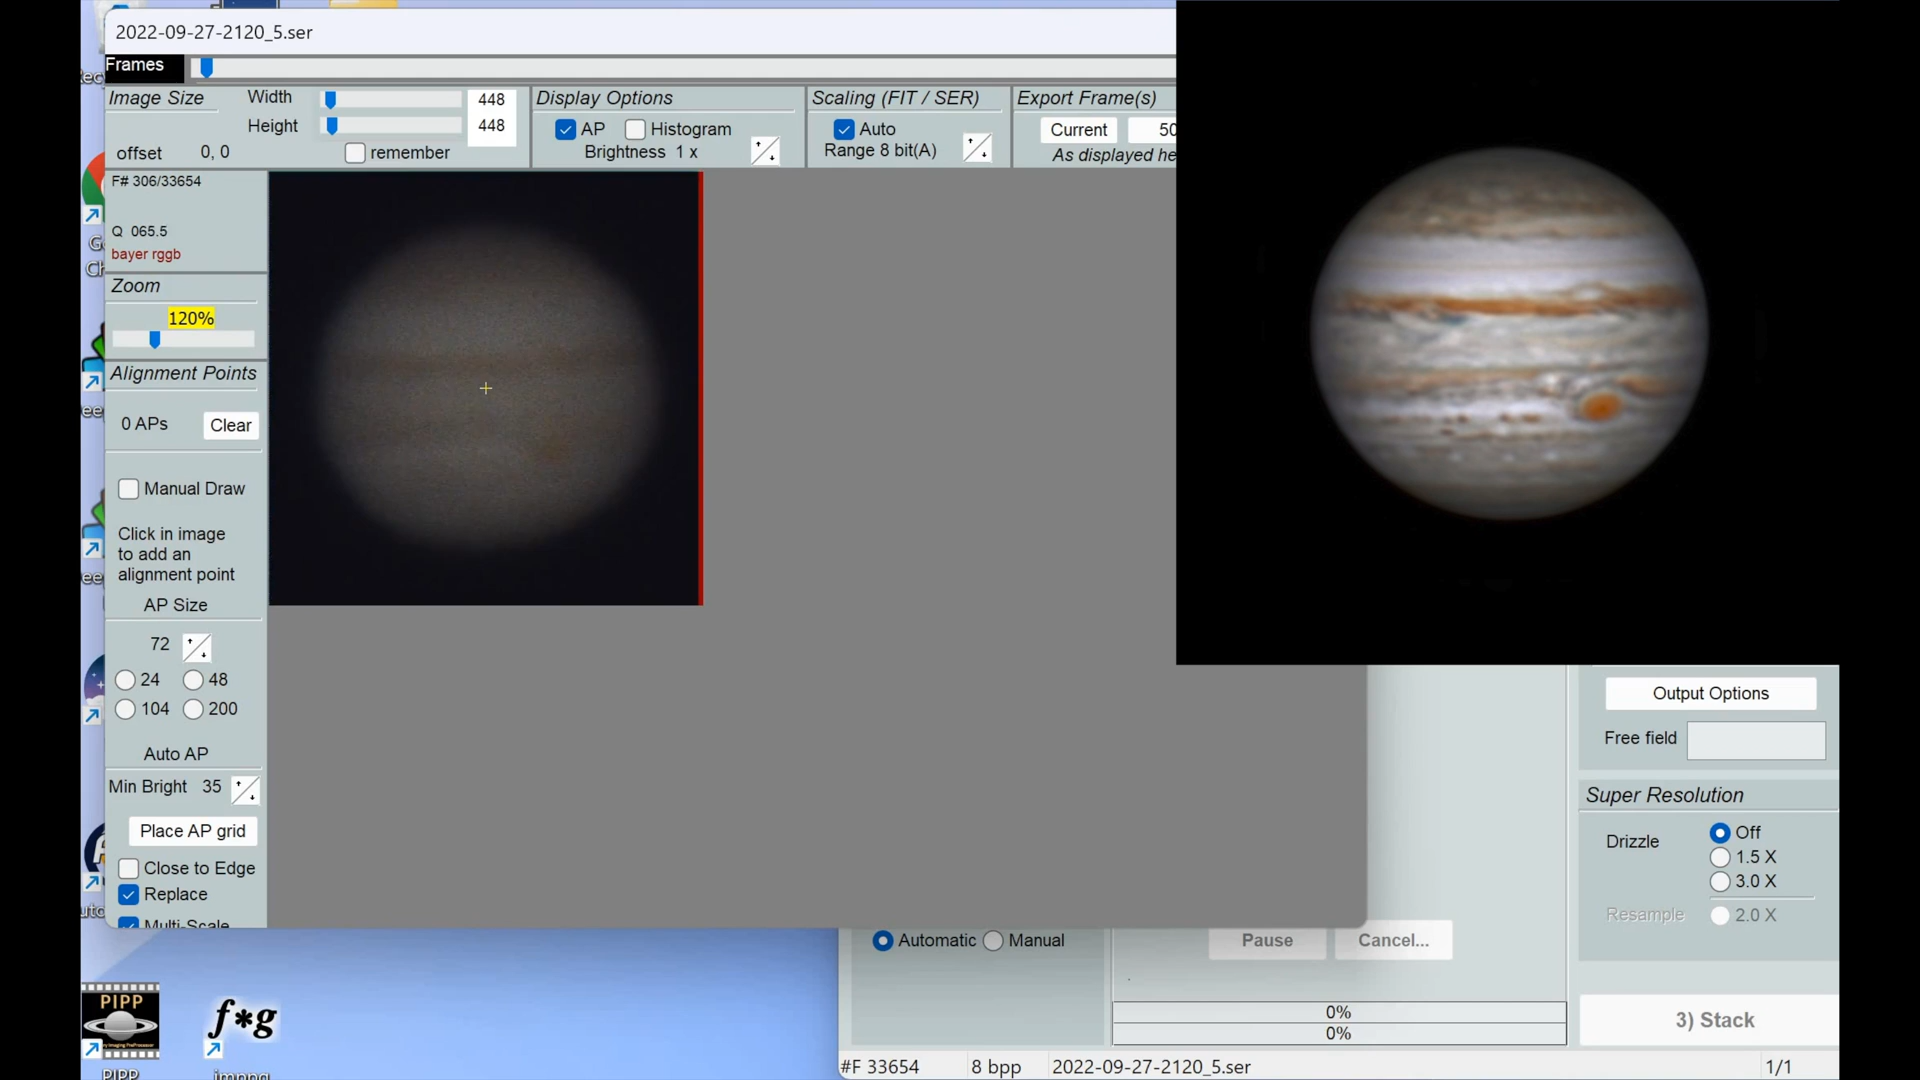 2022-09-27-2120_5.ser
Frames
Image Size
Width 448
Height 448
offset 0, 0
remember
Display Options
AP Histogram
Brightness 1 x
Scaling (FIT / SER)
Auto
Range 8 bit(A)
Export Frame(s)
Current 50
As displayed he
F# 306/33654
Q 065.5
bayer rggb
Zoom
120%
Alignment Points
0 APs Clear
Manual Draw
Click in image
to add an
alignment point
AP Size
72
24 48
104 200
Auto AP
Min Bright 35
Place AP grid
Close to Edge
Replace
Multi-Scale
Output Options
Free field
Super Resolution
Drizzle
Off
1.5 X
3.0 X
Resample 2.0 X
Automatic Manual
Pause Cancel...
0%
0%
3) Stack
#F 33654 8 bpp 2022-09-27-2120_5.ser 1/1
PIPP
f*g
PIPP
imppg